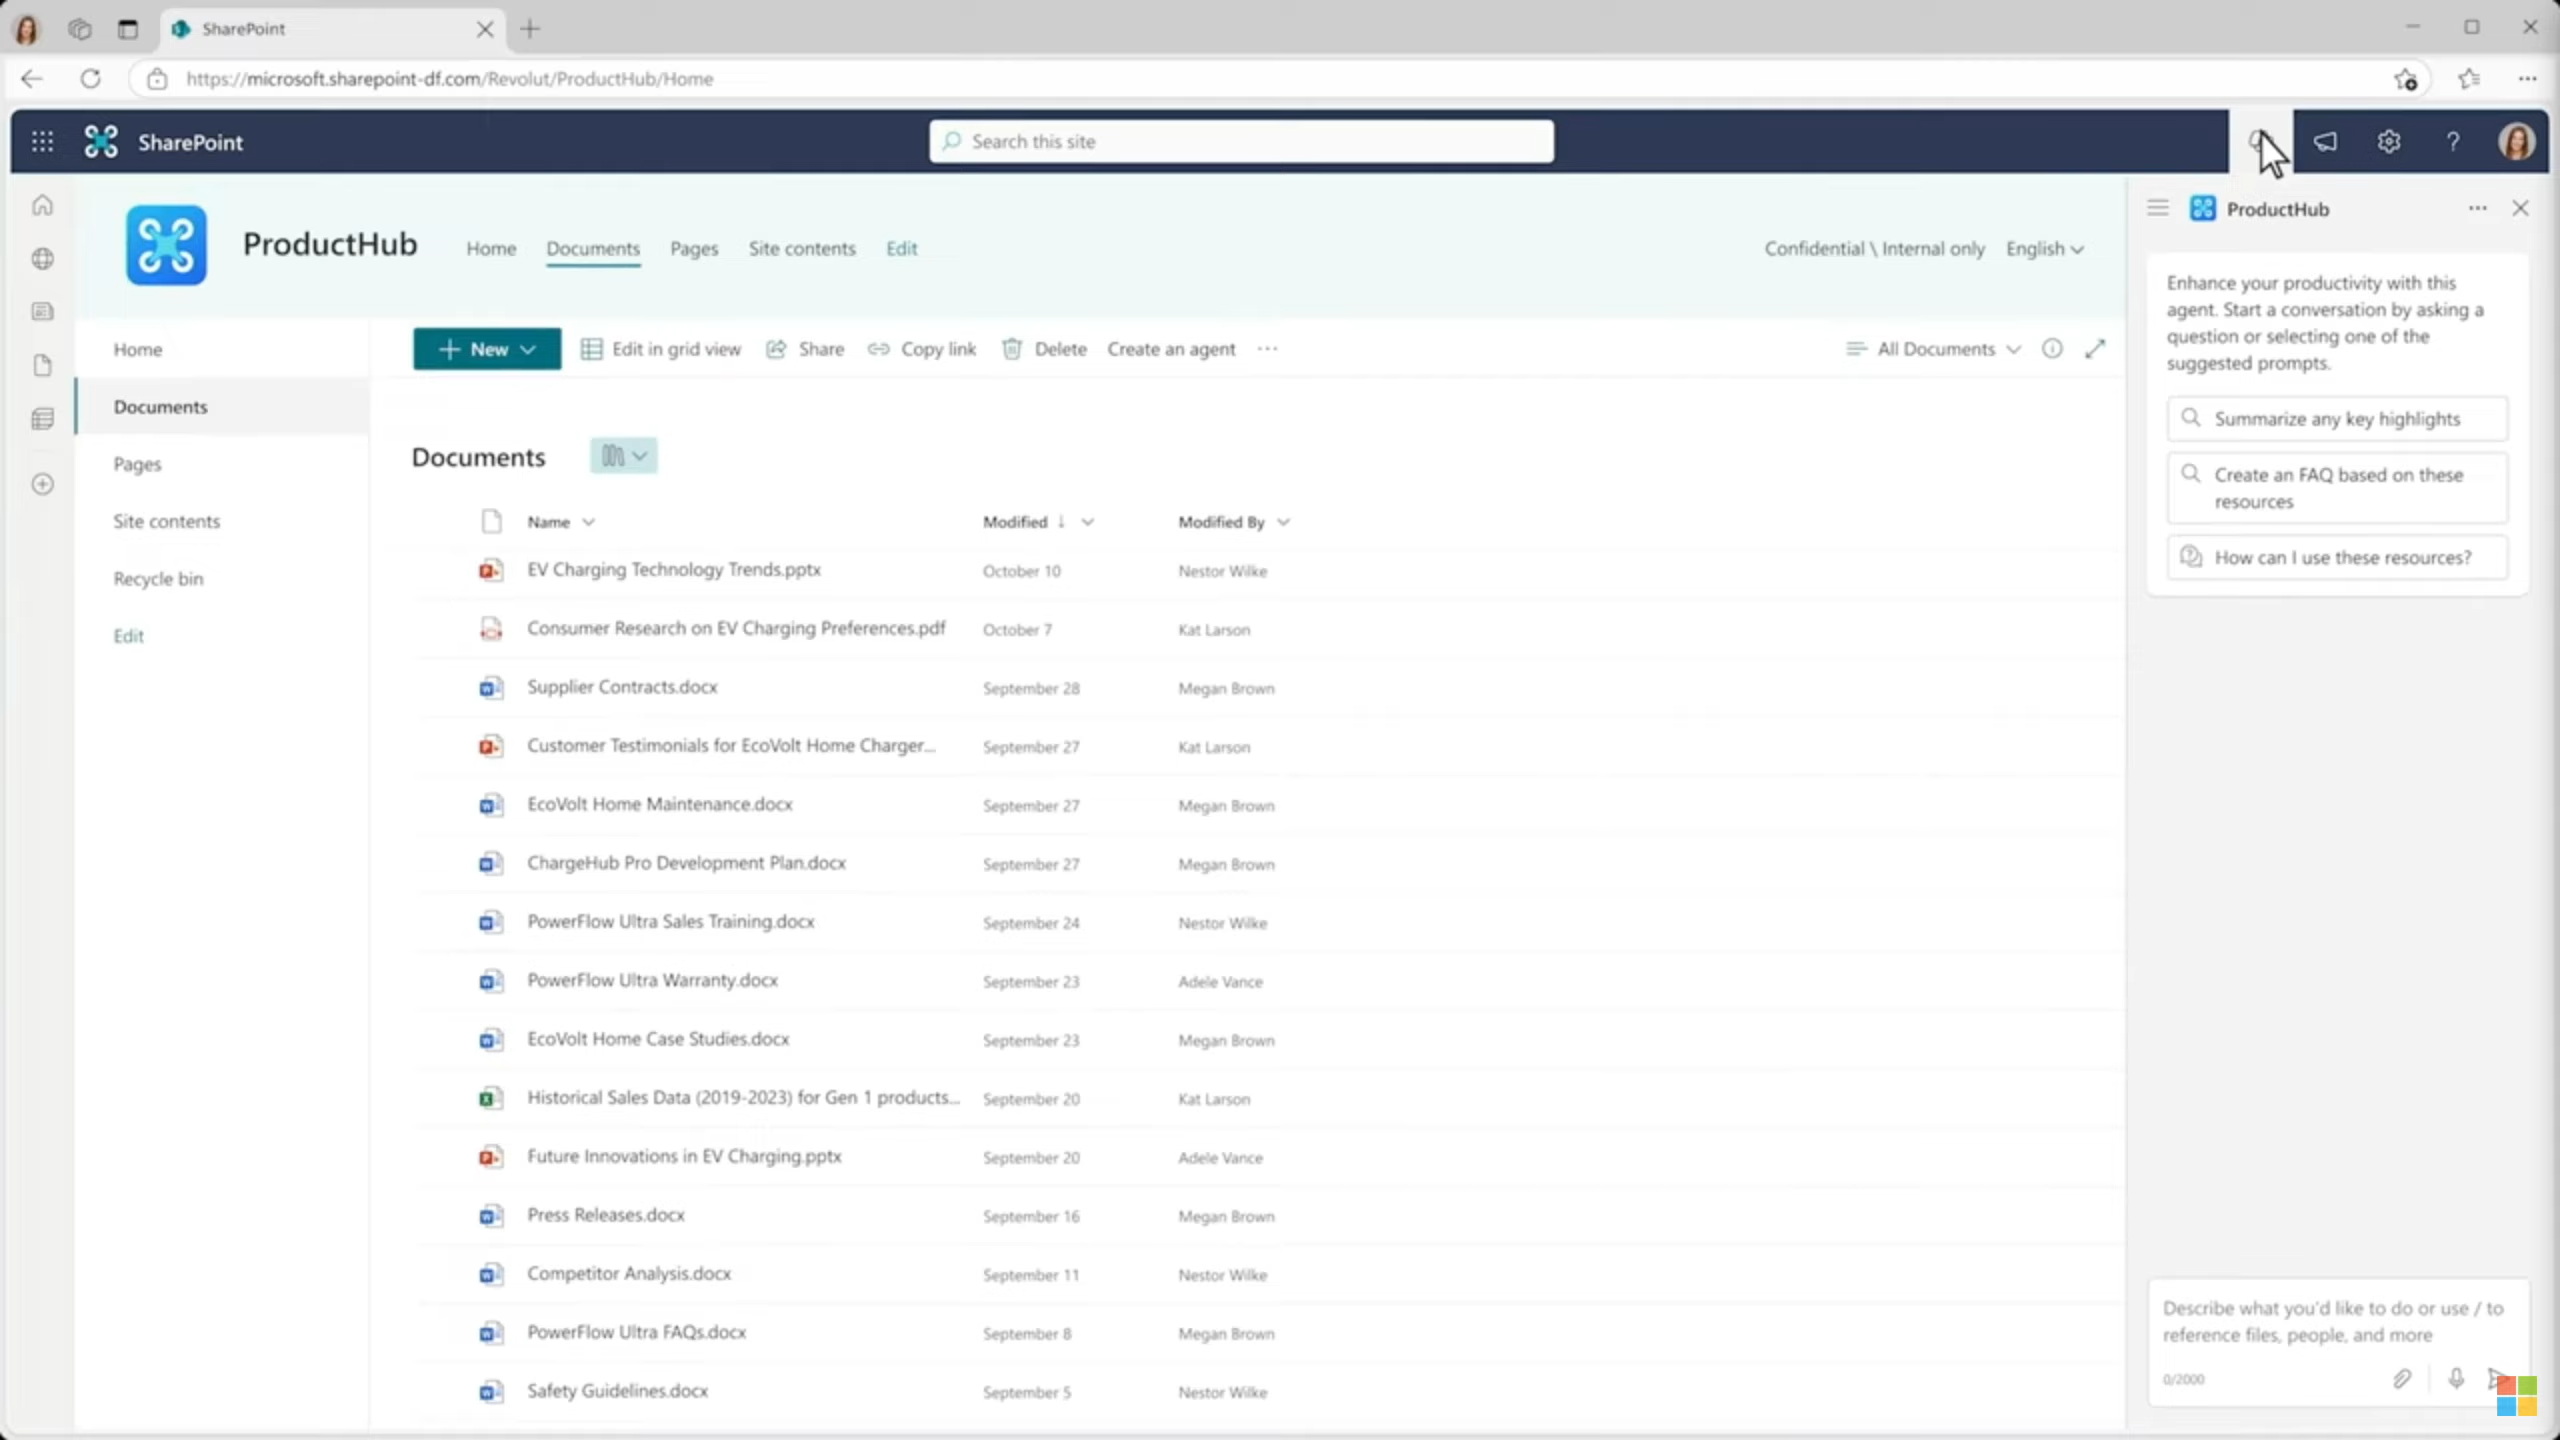 SharePoint
https://microsoft.sharepoint-df.com/Revolut/ProductHub/Home
SharePoint
Search this site
?
ProductHub
Home Documents Pages Site contents Edit
Confidential \ Internal only English
ProductHub
Enhance your productivity with this
agent. Start a conversation by asking a
question or selecting one of the
suggested prompts.
Summarize any key highlights
Create an FAQ based on these
resources
How can I use these resources?
Home
Documents
Pages
Site contents
Recycle bin
Edit
+ New Edit in grid view Share Copy link Delete Create an agent ...
All Documents
Documents
Name Modified ↓ Modified By
EV Charging Technology Trends.pptx October 10 Nestor Wilke
Consumer Research on EV Charging Preferences.pdf October 7 Kat Larson
Supplier Contracts.docx September 28 Megan Brown
Customer Testimonials for EcoVolt Home Charger... September 27 Kat Larson
EcoVolt Home Maintenance.docx September 27 Megan Brown
ChargeHub Pro Development Plan.docx September 27 Megan Brown
PowerFlow Ultra Sales Training.docx September 24 Nestor Wilke
PowerFlow Ultra Warranty.docx September 23 Adele Vance
EcoVolt Home Case Studies.docx September 23 Megan Brown
Historical Sales Data (2019-2023) for Gen 1 products... September 20 Kat Larson
Future Innovations in EV Charging.pptx September 20 Adele Vance
Press Releases.docx September 16 Megan Brown
Competitor Analysis.docx September 11 Nestor Wilke
PowerFlow Ultra FAQs.docx September 8 Megan Brown
Safety Guidelines.docx September 5 Nestor Wilke
Describe what you'd like to do or use / to
reference files, people, and more
0/2000